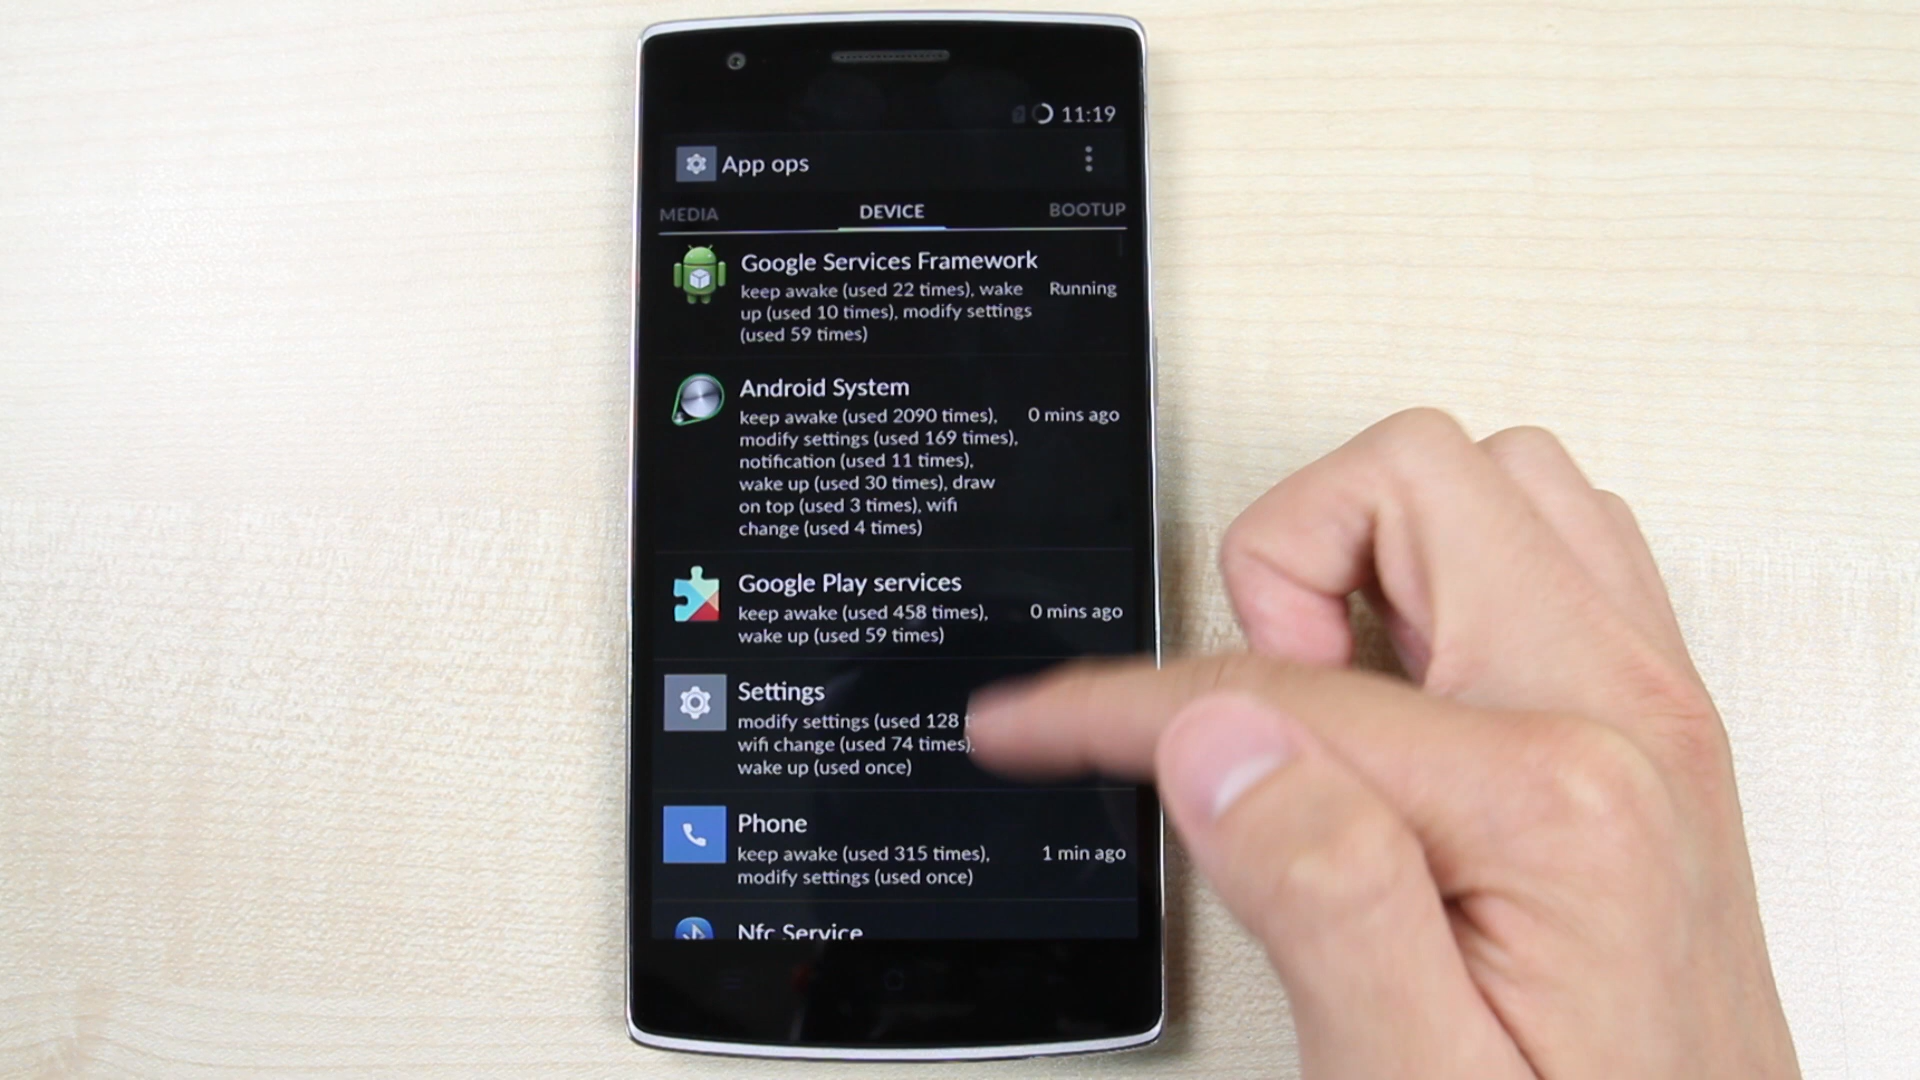 11:19
App ops
MEDIA DEVICE BOOTUP
Google Services Framework
keep awake (used 22 times), wake Running
up (used 10 times), modify settings
(used 59 times)
Android System
keep awake (used 2090 times), 0 mins ago
modify settings (used 169 times),
notification (used 11 times),
wake up (used 30 times), draw
on top (used 3 times), wifi
change (used 4 times)
Google Play services
keep awake (used 458 times), 0 mins ago
wake up (used 59 times)
Settings
modify settings (used 128 t
wifi change (used 74 times),
wake up (used once)
Phone
keep awake (used 315 times), 1 min ago
modify settings (used once)
Nfc Service